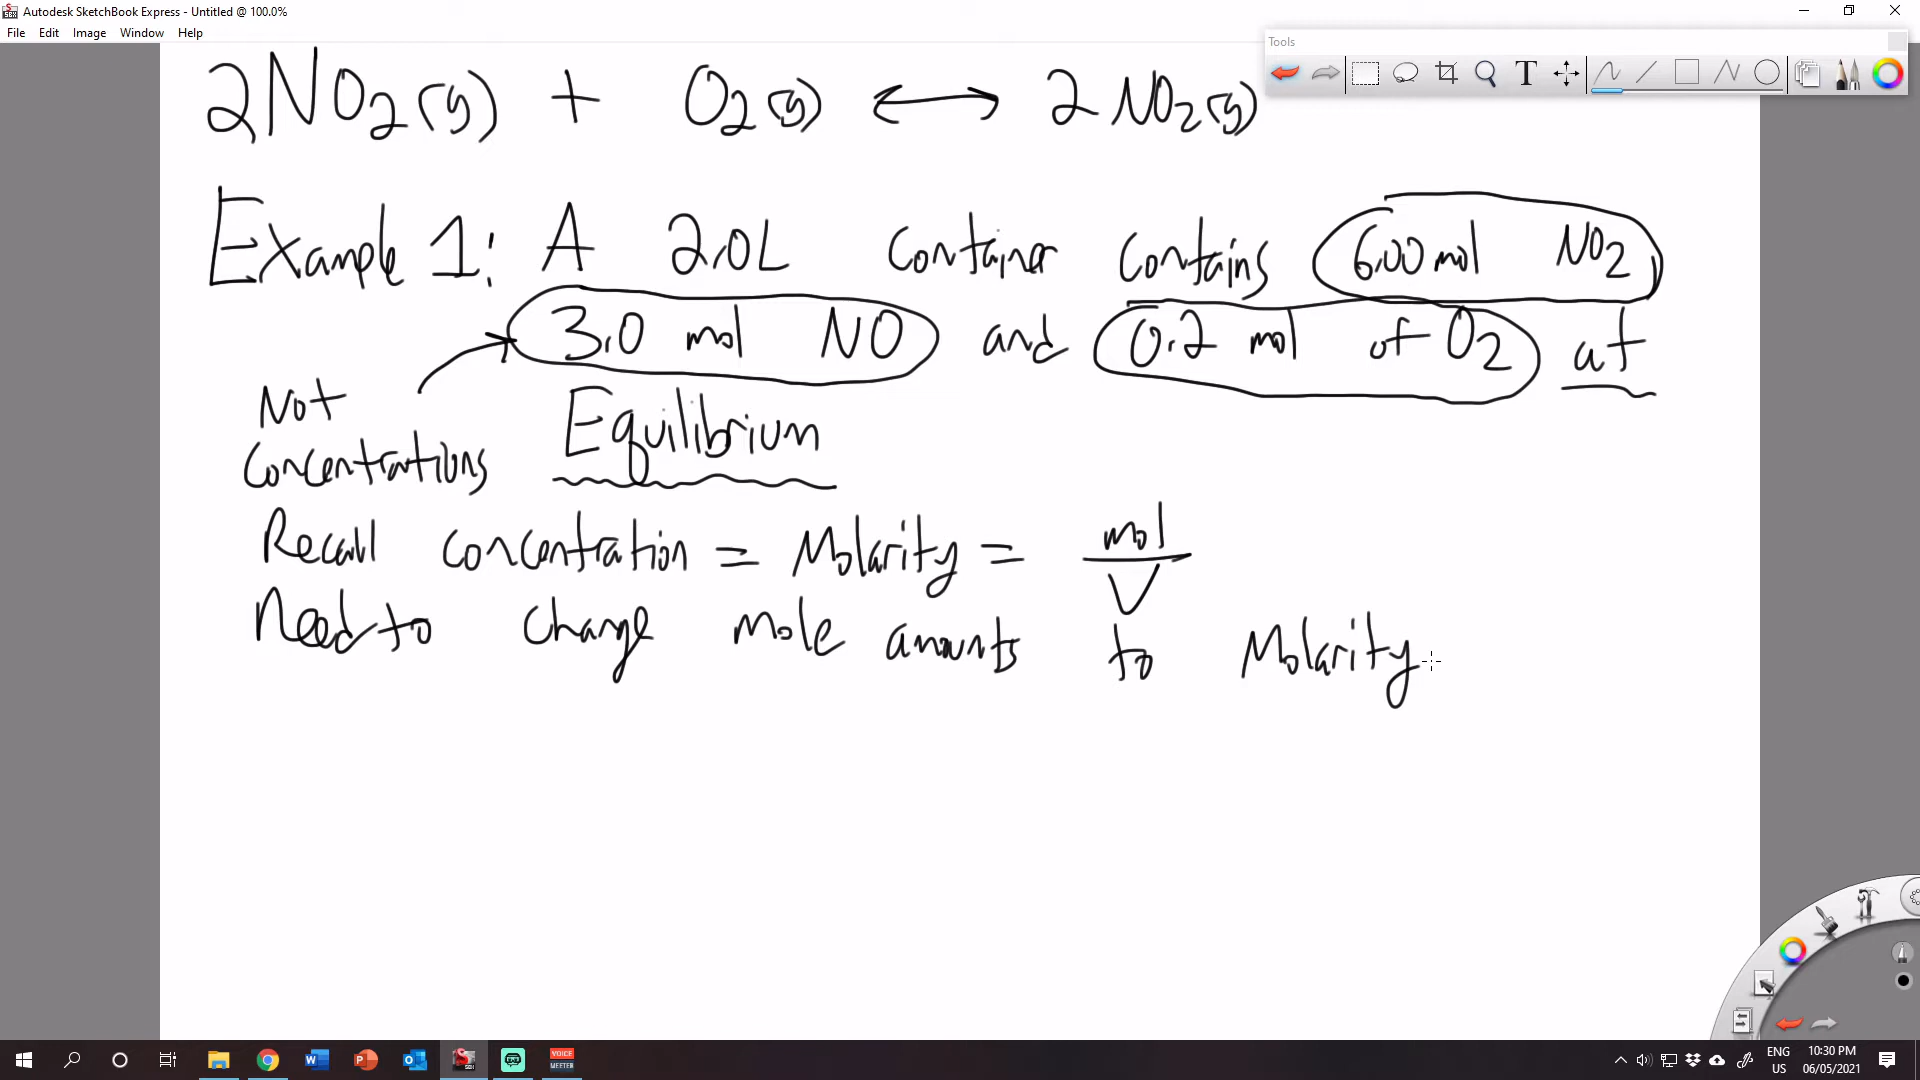 Autodesk SketchBook Express - Untitled @ 100.0%
File Edit Image Window Help
Tools
2NO2(g) + O2(g) ⟷ 2NO2(g)
Example 1: A 2.0L container contains 6.00 mol NO2
3.0 mol NO and 0.2 mol of O2 at
Not
concentrations
Equilibrium
Recall concentration = Molarity = mol/V
Need to change mole amounts to Molarity
VOICE
MEETER
ENG
US
10:30 PM
06/05/2021